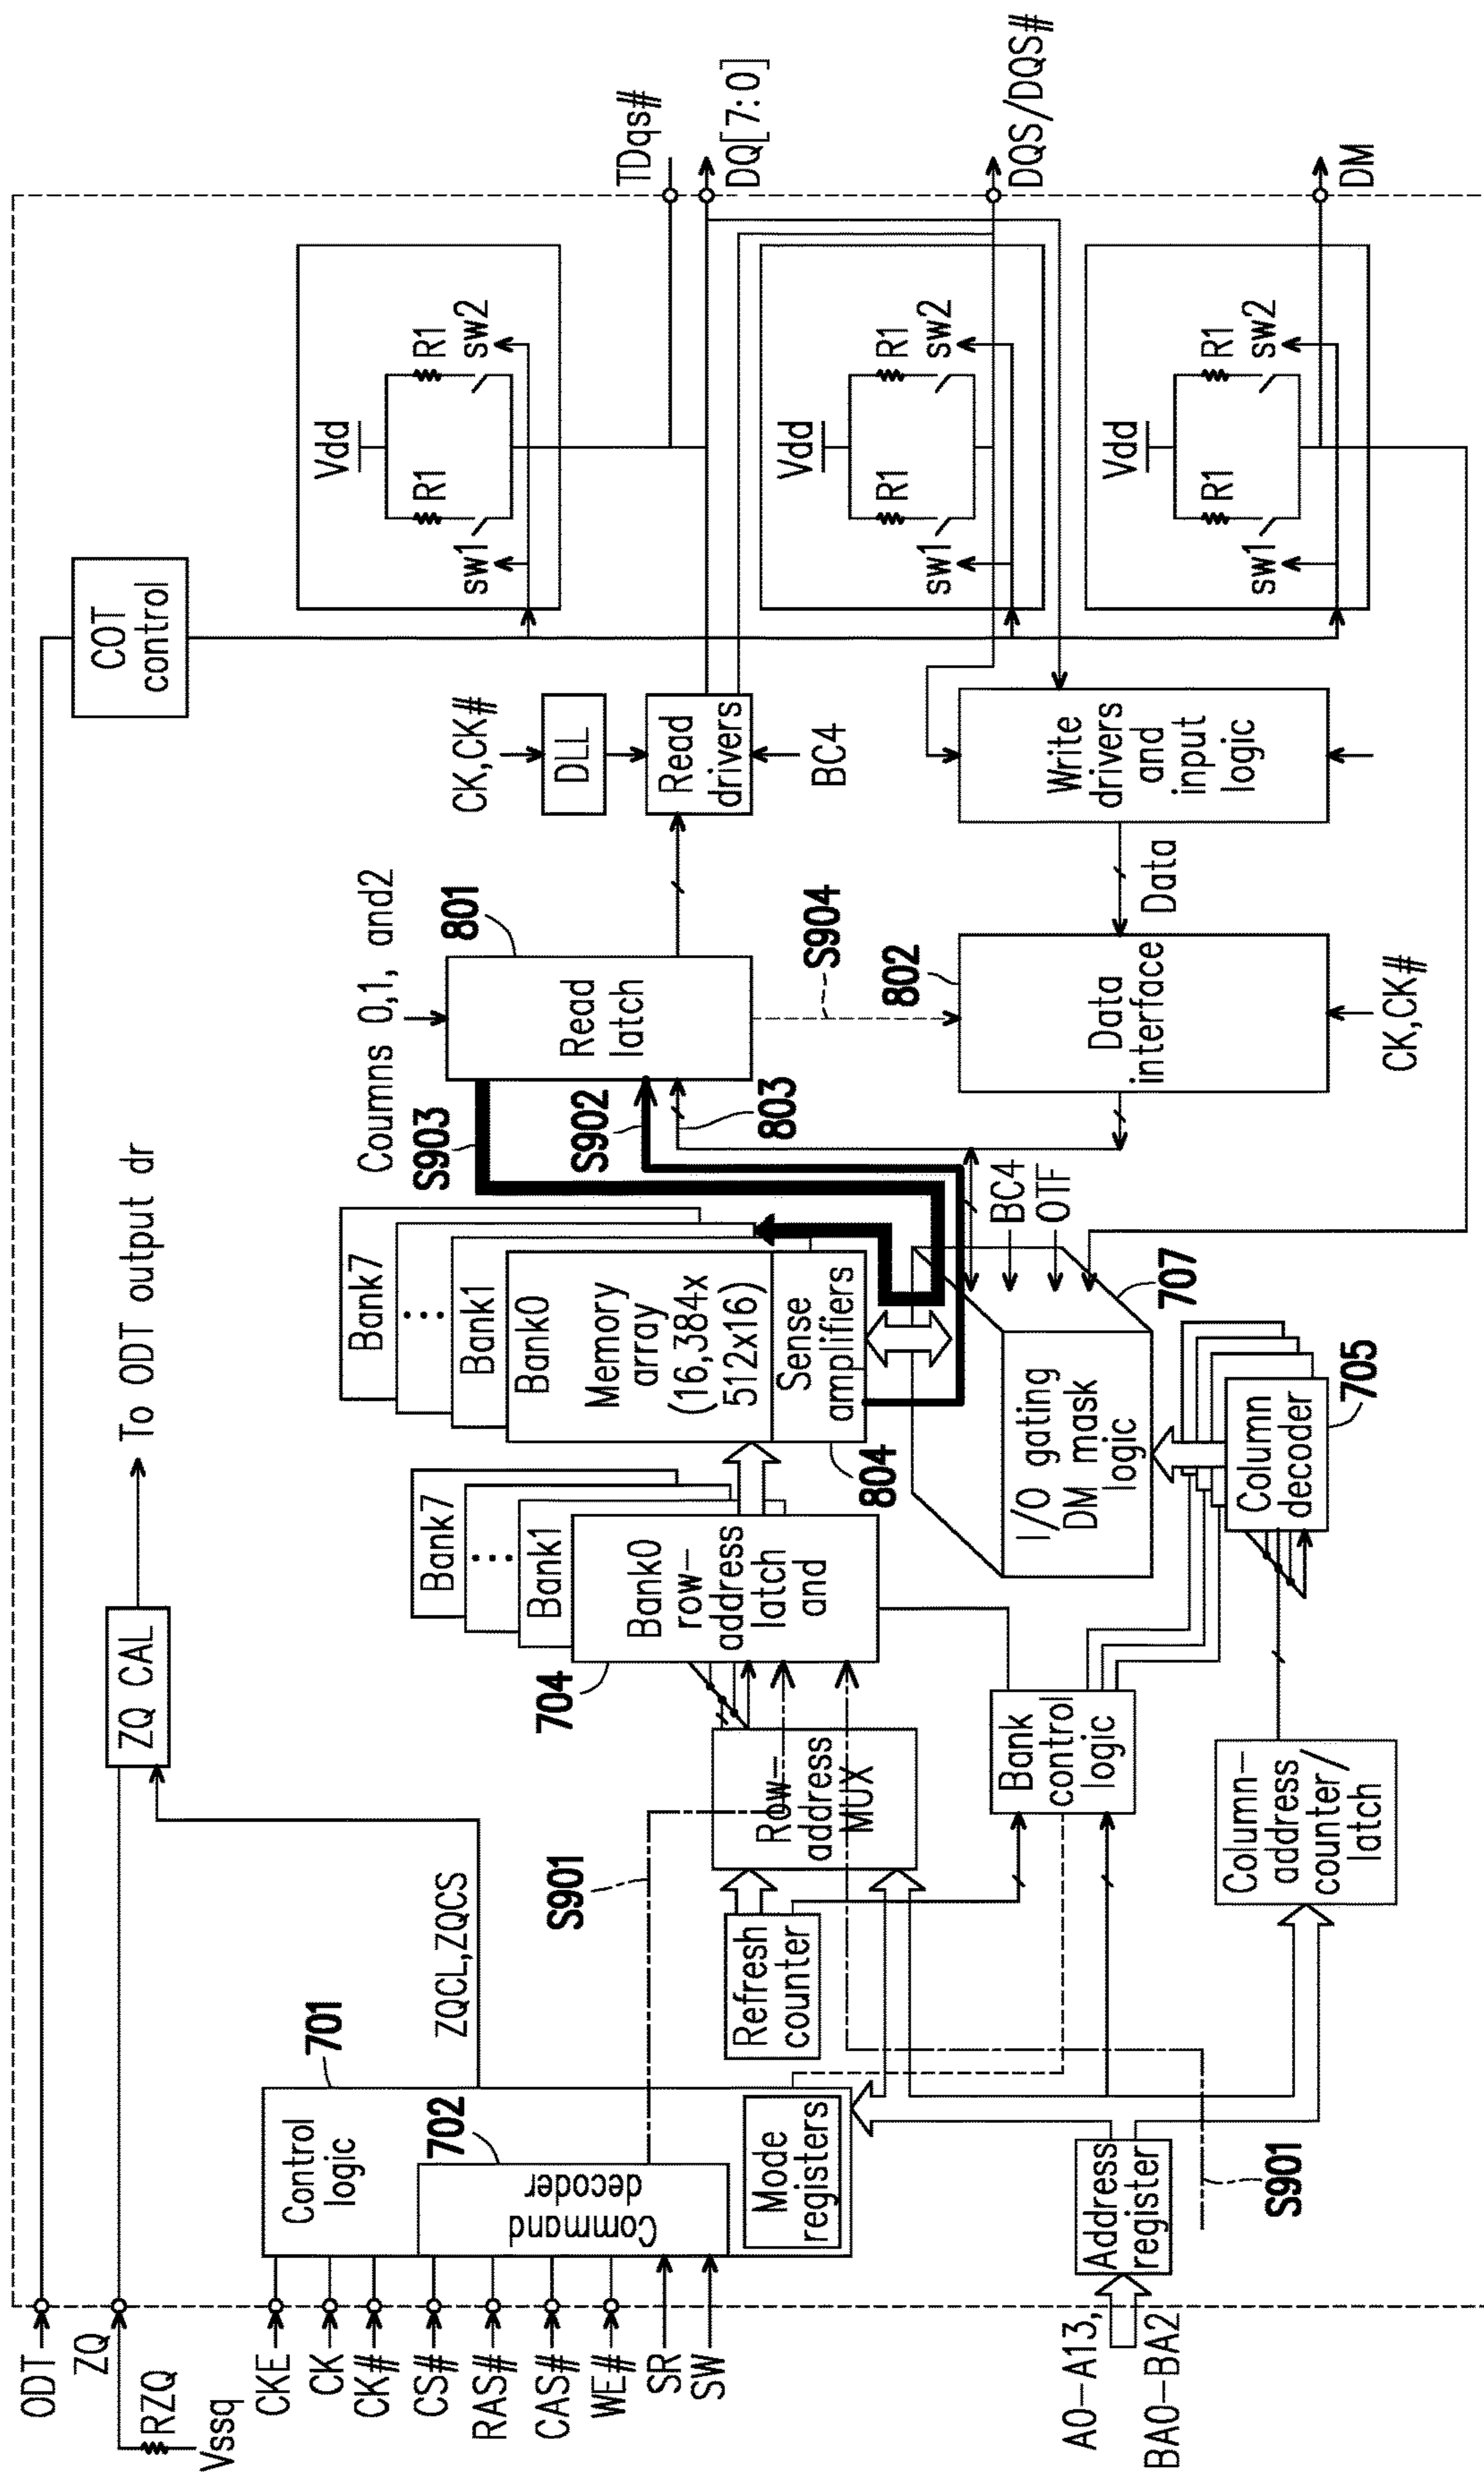 ODT
ZQ
RZQ
Vssq
CKE
CK
CK#
CS#
RAS#
CAS#
WE#
SR
SW
A0-A13,
BA0-BA2
Control
logic
701
Command
decoder
702
Mode
registers
Address
register
S901
ZQCL,ZQCS
ZQ CAL
To ODT output dr
S901
Refresh
counter
Row-
address
MUX
Bank
control
logic
Column-
address
counter/
latch
704
Bank7
Bank1
Bank0
row-
address
latch
and
Bank7
Bank1
Bank0
Memory
array
(16,384x
512x16)
Sense
amplifiers
804
I/O gating
DM mask
logic
707
Column
decoder
705
BC4
OTF
S903
S902
803
Coumns 0,1, and2
801
Read
latch
S904
802
Data
interface
CK,CK#
Data
CK,CK#
DLL
Read
drivers
BC4
Write
drivers
and
input
logic
COT
control
Vdd
R1
R1
sw1
sw2
Vdd
R1
R1
sw1
sw2
Vdd
R1
R1
sw1
sw2
TDqs#
DQ[7:0]
DQS/DQS#
DM